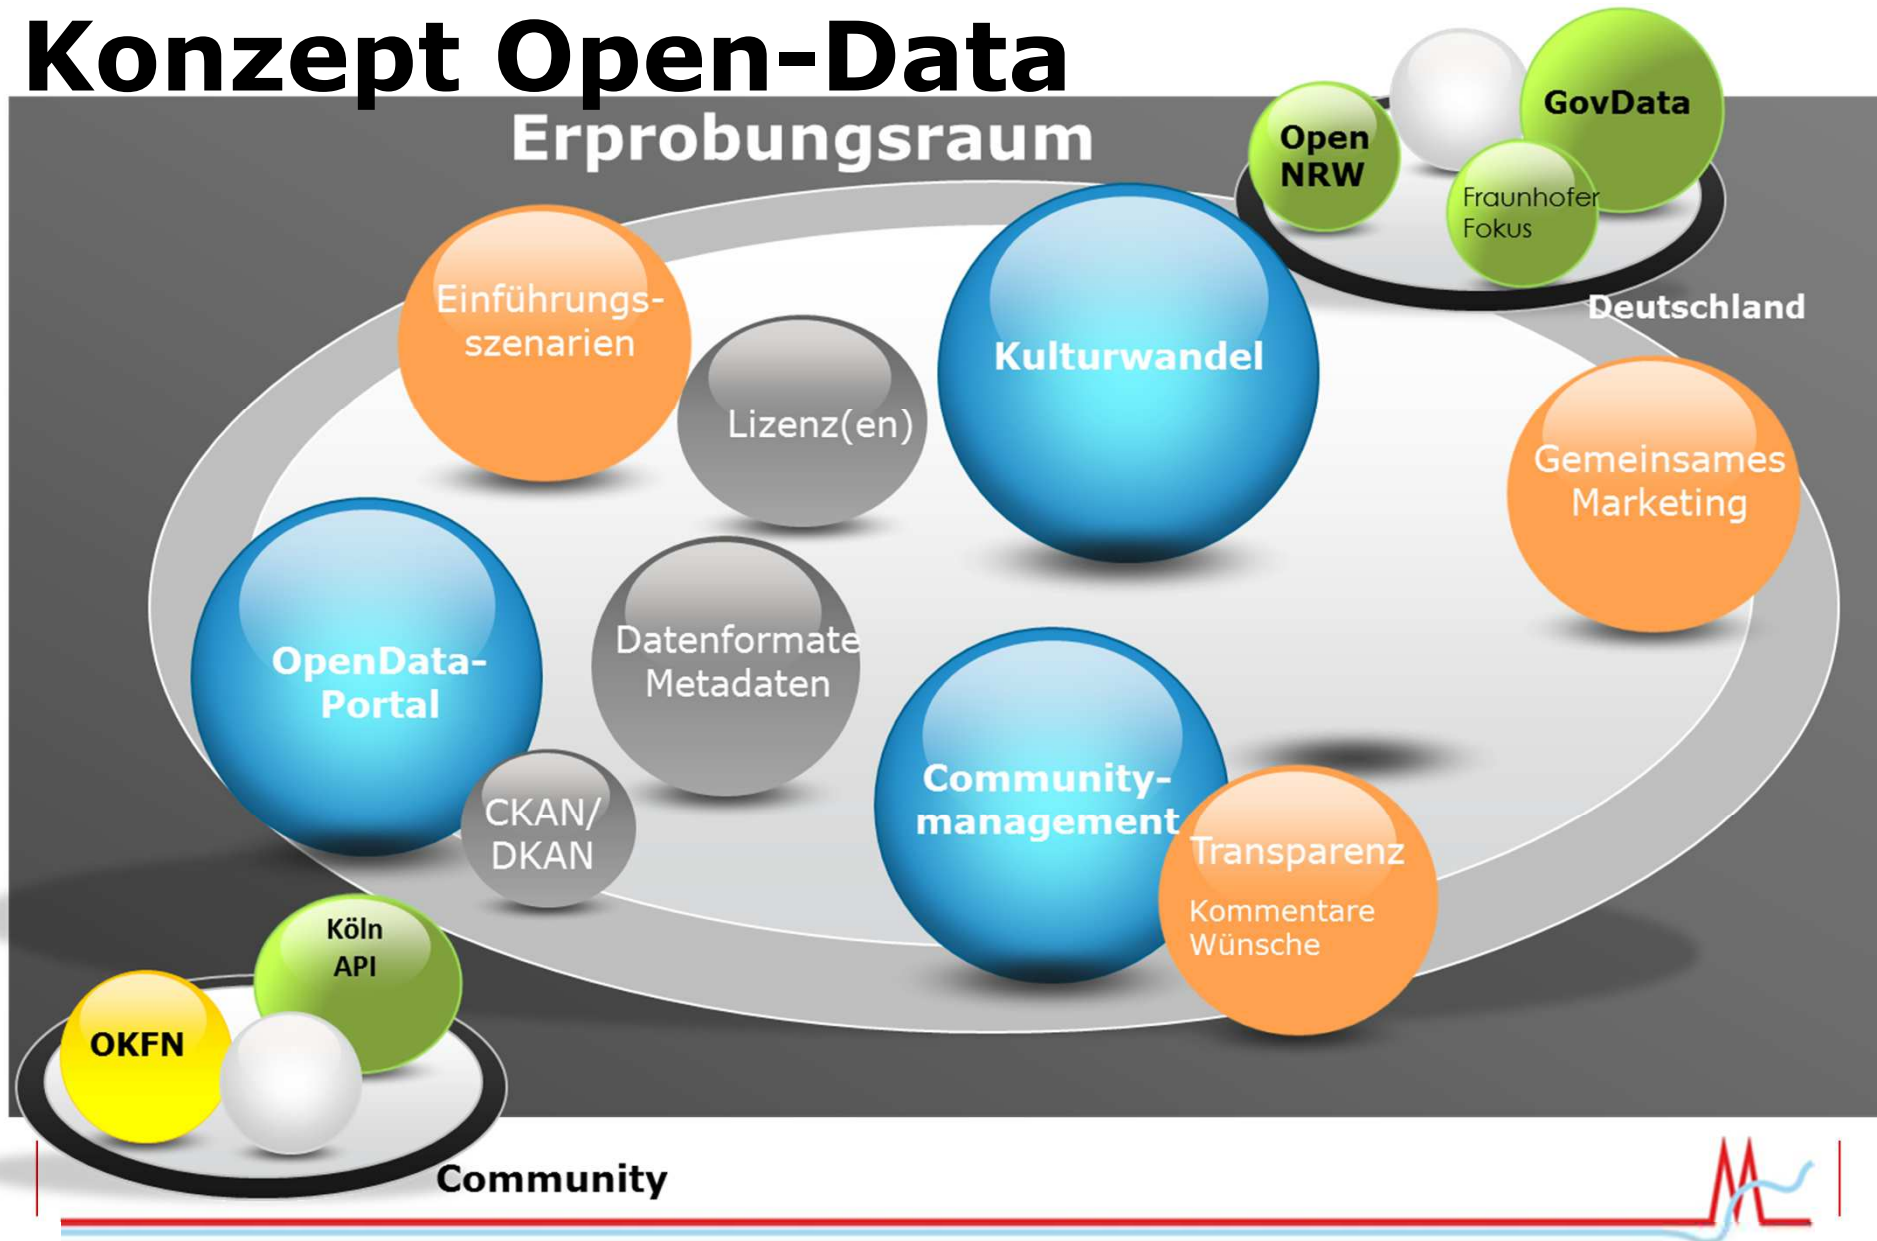 Konzept Open-Data
Erprobungsraum
GovData
Open
NRW
Fraunhofer
Fokus
Deutschland
Einführungs-
szenarien
Lizenz(en)
Kulturwandel
Gemeinsames
Marketing
OpenData-
Portal
Datenformate
Metadaten
CKAN/
DKAN
Community-
management
Transparenz
Kommentare
Wünsche
Köln
API
OKFN
Community